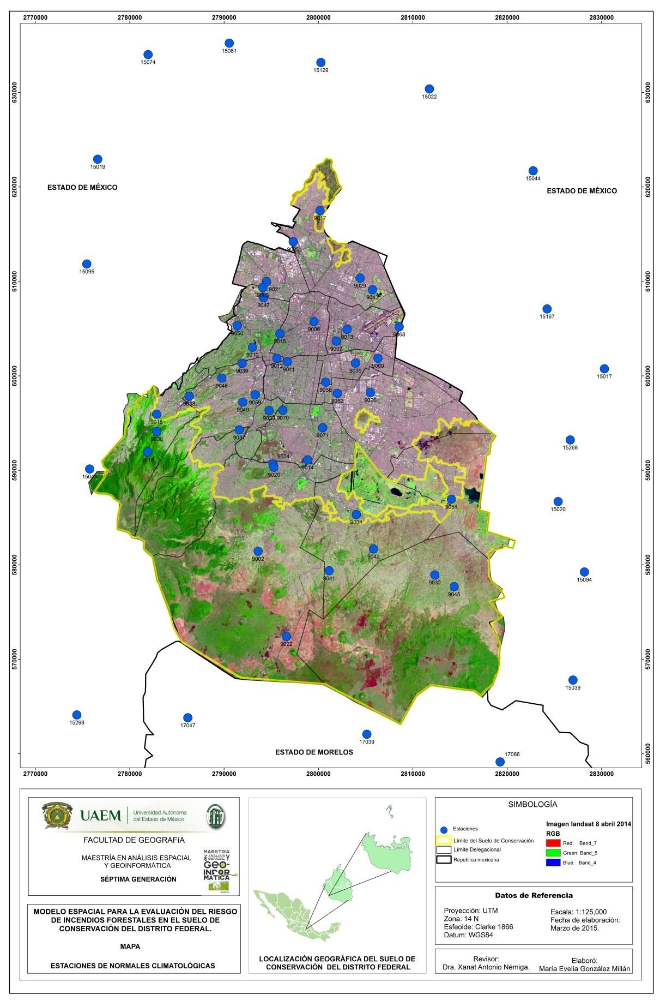 2770000 2780000 2790000 2800000 2810000 2820000 2830000
15081
15074
15129
630000 630000
15022
15019
15044
620000 620000
ESTADO DE MÉXICO
ESTADO DE MÉXICO
9017
9025
15095
610000 610000
9029
9021
9003
9043
9047
15167
9050
9006
9013
9068
9015
9007
9010
9012
9011
9039
9036
9009
15017
600000 600000
9046
9056
9052
9026
9038
9059
9049
9016
9023
9070
9030
9037
9071
15268
9019
9024
9014
15045
9020
590000 590000
9051
15020
9034
9002
9042
580000 580000
9041
9032
9045
15094
9022
570000 570000
15039
15298
17047
17039
ESTADO DE MORELOS
17066
560000 560000
2770000 2780000 2790000 2800000 2810000 2820000 2830000
UAEM
Universidad Autónoma
del Estado de México
FACULTAD DE GEOGRAFíA
MAESTRÍA EN ANÁLISIS ESPACIAL
Y GEOINFORMÁTICA
SÉPTIMA GENERACIÓN
MAESTRÍA
EN ANÁLISIS
ESPACIAL Y
GEO-
INFOR
MÁTICA
MODELO ESPACIAL PARA LA EVALUACIÓN DEL RIESGO
DE INCENDIOS FORESTALES EN EL SUELO DE
CONSERVACIÓN DEL DISTRITO FEDERAL.
MAPA
ESTACIONES DE NORMALES CLIMATOLÓGICAS
LOCALIZACIÓN GEOGRÁFICA DEL SUELO DE
CONSERVACIÓN DEL DISTRITO FEDERAL
SIMBOLOGÍA
Estaciones
Límite del Suelo de Conservación
Límite Delegacional
Republica mexicana
Imagen landsat 8 abril 2014
RGB
Red: Band_7
Green: Band_5
Blue: Band_4
Datos de Referencia
Proyección: UTM
Zona: 14 N
Esfeoide: Clarke 1866
Datum: WGS84
Escala: 1:125,000
Fecha de elaboración:
Marzo de 2015.
Revisor:
Dra. Xanat Antonio Némiga.
Elaboró:
María Evelia González Millán